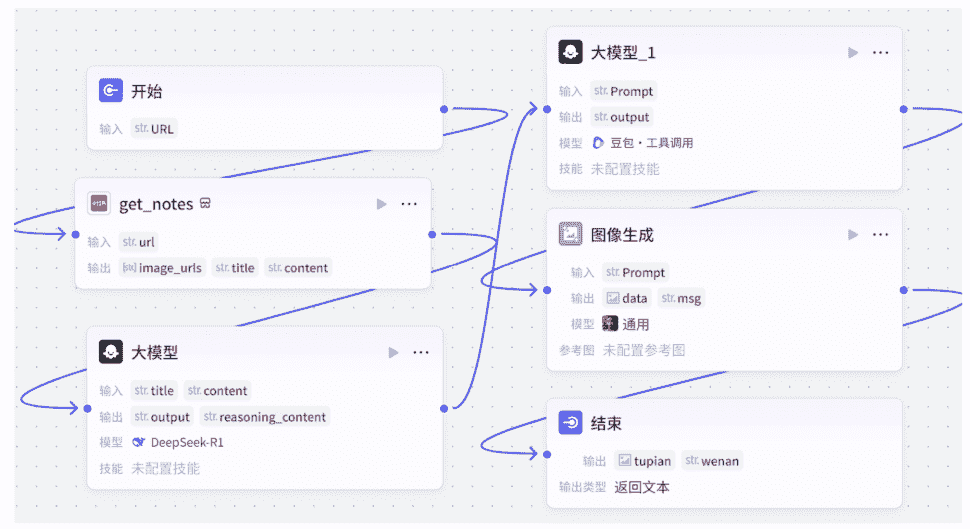 开始
输入 str. URL
get_notes
输入 str. url
输出 [str] image_urls str. title str. content
大模型
输入 str. title str. content
输出 str. output str. reasoning_content
模型 DeepSeek-R1
技能 未配置技能
大模型_1
输入 str. Prompt
输出 str. output
模型 豆包·工具调用
技能 未配置技能
图像生成
输入 str. Prompt
输出 data str. msg
模型 通用
参考图 未配置参考图
结束
输出 tupian str. wenan
输出类型 返回文本